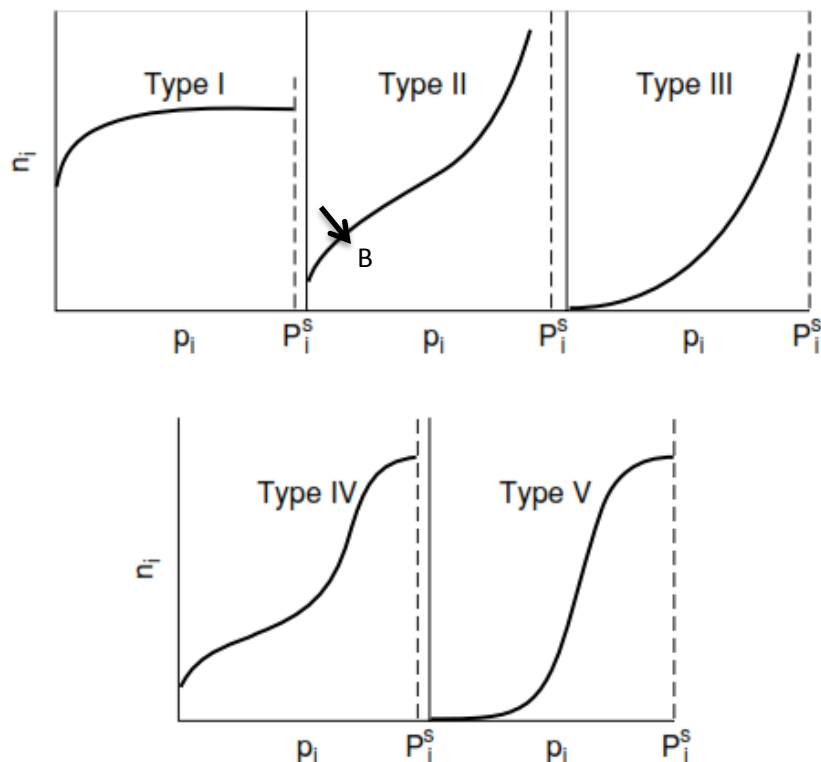 Type I Type II Type III
n_i
B
p_i P_i^s p_i P_i^s p_i P_i^s
Type IV Type V
n_i
p_i P_i^s p_i P_i^s